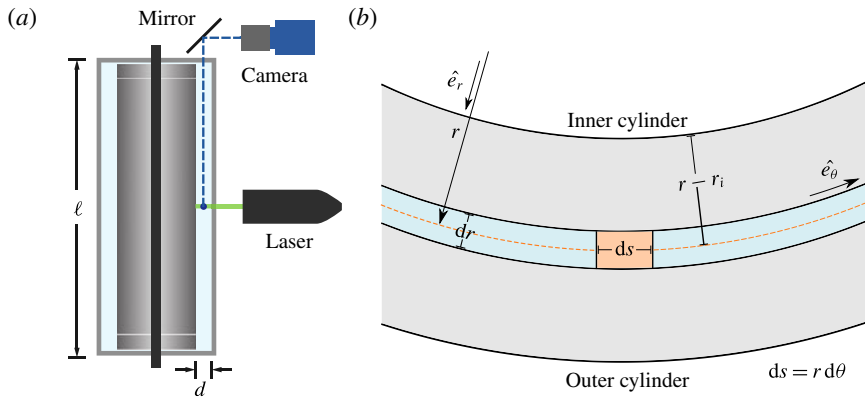 (a)
Mirror
Camera
ℓ
Laser
d
(b)
ê_r
r
Inner cylinder
r − r_i
ê_θ
dr
ds
Outer cylinder
ds = r dθ